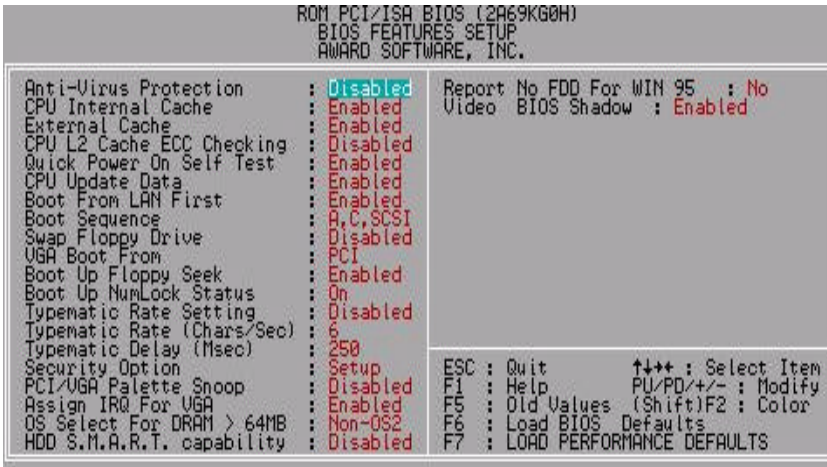 ROM PCI/ISA BIOS (2A69KG0H)
BIOS FEATURES SETUP
AWARD SOFTWARE, INC.
Anti-Virus Protection : Disabled
CPU Internal Cache : Enabled
External Cache : Enabled
CPU L2 Cache ECC Checking : Disabled
Quick Power On Self Test : Enabled
CPU Update Data : Enabled
Boot From LAN First : Enabled
Boot Sequence : A,C,SCSI
Swap Floppy Drive : Disabled
VGA Boot From : PCI
Boot Up Floppy Seek : Enabled
Boot Up NumLock Status : On
Typematic Rate Setting : Disabled
Typematic Rate (Chars/Sec) : 6
Typematic Delay (Msec) : 250
Security Option : Setup
PCI/VGA Palette Snoop : Disabled
Assign IRQ For VGA : Enabled
OS Select For DRAM > 64MB : Non-OS2
HDD S.M.A.R.T. capability : Disabled
Report No FDD For WIN 95 : No
Video BIOS Shadow : Enabled
ESC : Quit ↑↓→← : Select Item
F1 : Help PU/PD/+/- : Modify
F5 : Old Values (Shift)F2 : Color
F6 : Load BIOS Defaults
F7 : LOAD PERFORMANCE DEFAULTS